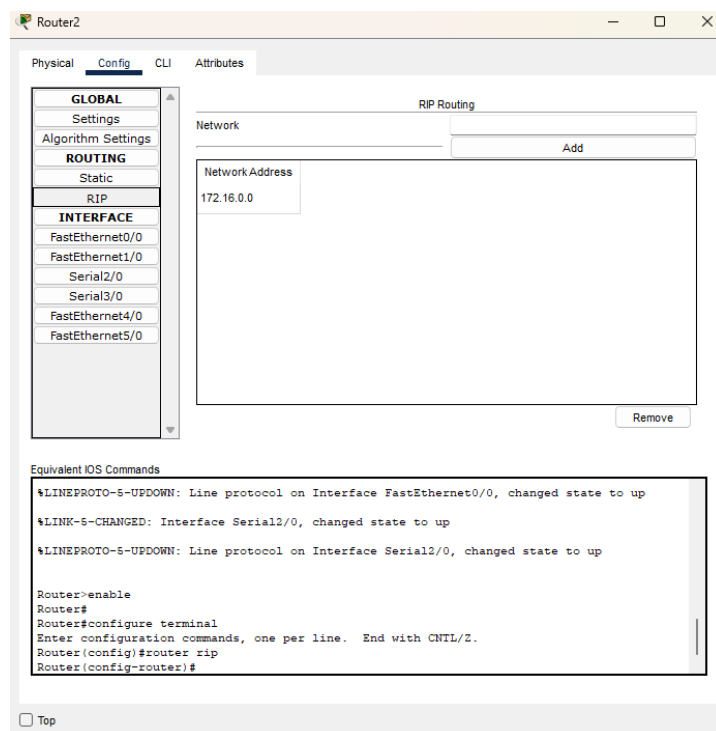 Router2
Physical Config CLI Attributes
GLOBAL
Settings
Algorithm Settings
ROUTING
Static
RIP
INTERFACE
FastEthernet0/0
FastEthernet1/0
Serial2/0
Serial3/0
FastEthernet4/0
FastEthernet5/0
RIP Routing
Network
Add
Network Address
172.16.0.0
Remove
Equivalent IOS Commands
%LINEPROTO-5-UPDOWN: Line protocol on Interface FastEthernet0/0, changed state to up
%LINK-5-CHANGED: Interface Serial2/0, changed state to up
%LINEPROTO-5-UPDOWN: Line protocol on Interface Serial2/0, changed state to up
Router>enable
Router#
Router#configure terminal
Enter configuration commands, one per line.  End with CNTL/Z.
Router(config)#router rip
Router(config-router)#
Top